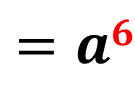 = a⁶